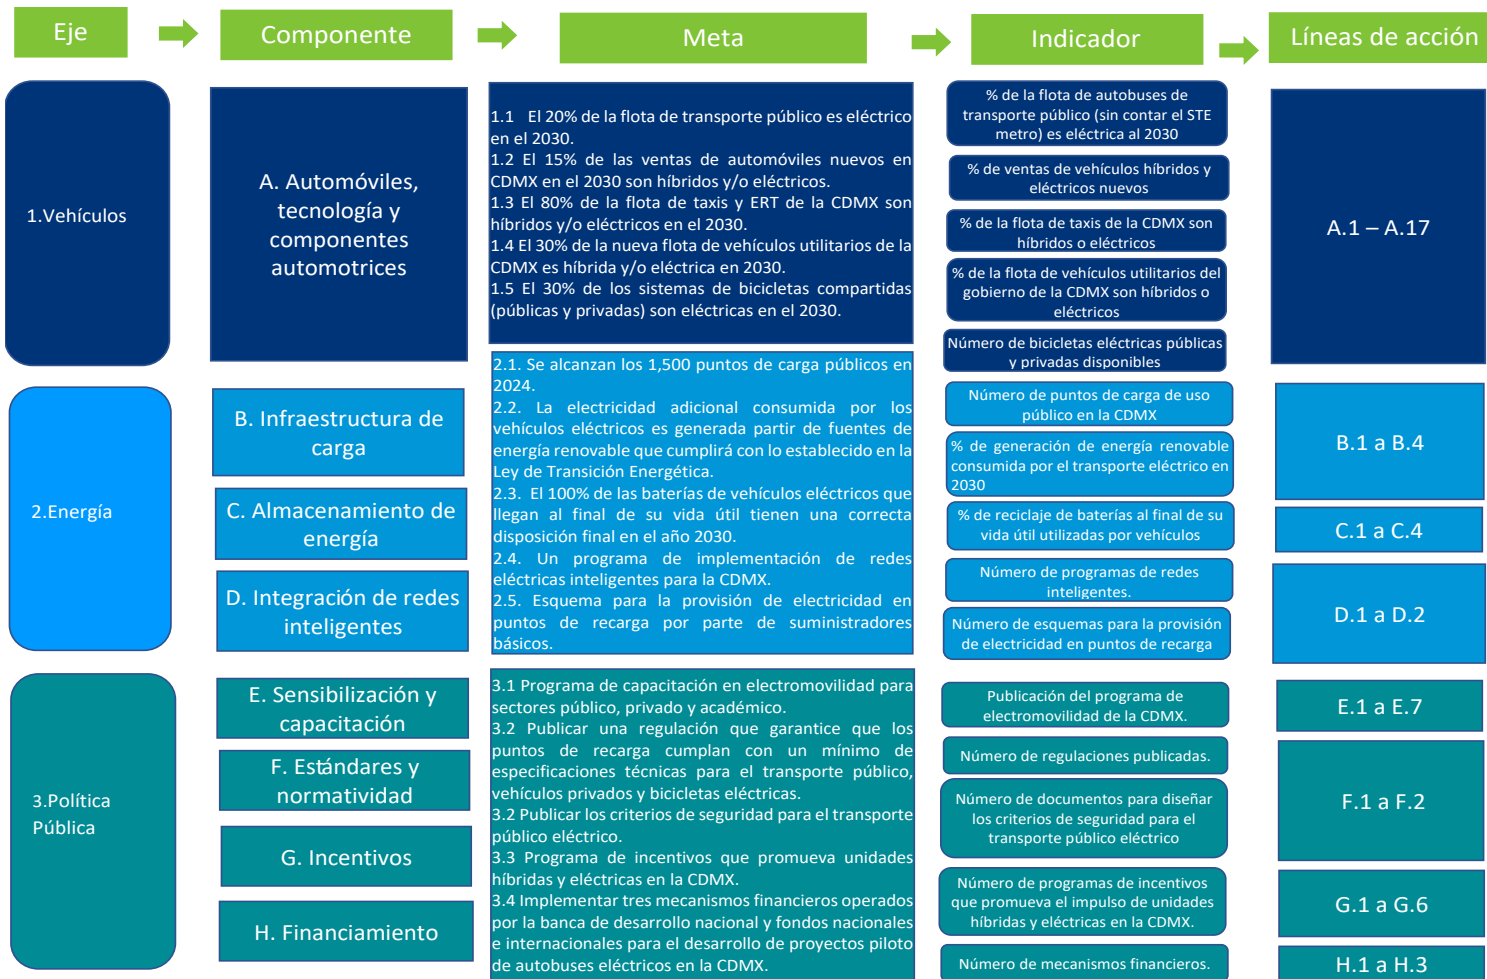 Eje
Componente
Meta
Indicador
Líneas de acción
1.Vehículos
A. Automóviles,
tecnología y
componentes
automotrices
1.1 El 20% de la flota de transporte público es eléctrico
en el 2030.
1.2 El 15% de las ventas de automóviles nuevos en
CDMX en el 2030 son híbridos y/o eléctricos.
1.3 El 80% de la flota de taxis y ERT de la CDMX son
híbridos y/o eléctricos en el 2030.
1.4 El 30% de la nueva flota de vehículos utilitarios de la
CDMX es híbrida y/o eléctrica en 2030.
1.5 El 30% de los sistemas de bicicletas compartidas
(públicas y privadas) son eléctricas en el 2030.
% de la flota de autobuses de
transporte público (sin contar el STE
metro) es eléctrica al 2030
% de ventas de vehículos híbridos y
eléctricos nuevos
% de la flota de taxis de la CDMX son
híbridos o eléctricos
% de la flota de vehículos utilitarios del
gobierno de la CDMX son híbridos o
eléctricos
Número de bicicletas eléctricas públicas
y privadas disponibles
A.1 – A.17
2.Energía
B. Infraestructura de
carga
C. Almacenamiento de
energía
D. Integración de redes
inteligentes
2.1. Se alcanzan los 1,500 puntos de carga públicos en
2024.
2.2. La electricidad adicional consumida por los
vehículos eléctricos es generada partir de fuentes de
energía renovable que cumplirá con lo establecido en la
Ley de Transición Energética.
2.3. El 100% de las baterías de vehículos eléctricos que
llegan al final de su vida útil tienen una correcta
disposición final en el año 2030.
2.4. Un programa de implementación de redes
eléctricas inteligentes para la CDMX.
2.5. Esquema para la provisión de electricidad en
puntos de recarga por parte de suministradores
básicos.
Número de puntos de carga de uso
público en la CDMX
% de generación de energía renovable
consumida por el transporte eléctrico en
2030
% de reciclaje de baterías al final de su
vida útil utilizadas por vehículos
Número de programas de redes
inteligentes.
Número de esquemas para la provisión
de electricidad en puntos de recarga
B.1 a B.4
C.1 a C.4
D.1 a D.2
3.Política
Pública
E. Sensibilización y
capacitación
F. Estándares y
normatividad
G. Incentivos
H. Financiamiento
3.1 Programa de capacitación en electromovilidad para
sectores público, privado y académico.
3.2 Publicar una regulación que garantice que los
puntos de recarga cumplan con un mínimo de
especificaciones técnicas para el transporte público,
vehículos privados y bicicletas eléctricas.
3.2 Publicar los criterios de seguridad para el transporte
público eléctrico.
3.3 Programa de incentivos que promueva unidades
híbridas y eléctricas en la CDMX.
3.4 Implementar tres mecanismos financieros operados
por la banca de desarrollo nacional y fondos nacionales
e internacionales para el desarrollo de proyectos piloto
de autobuses eléctricos en la CDMX.
Publicación del programa de
electromovilidad de la CDMX.
Número de regulaciones publicadas.
Número de documentos para diseñar
los criterios de seguridad para el
transporte público eléctrico
Número de programas de incentivos
que promueva el impulso de unidades
híbridas y eléctricas en la CDMX.
Número de mecanismos financieros.
E.1 a E.7
F.1 a F.2
G.1 a G.6
H.1 a H.3